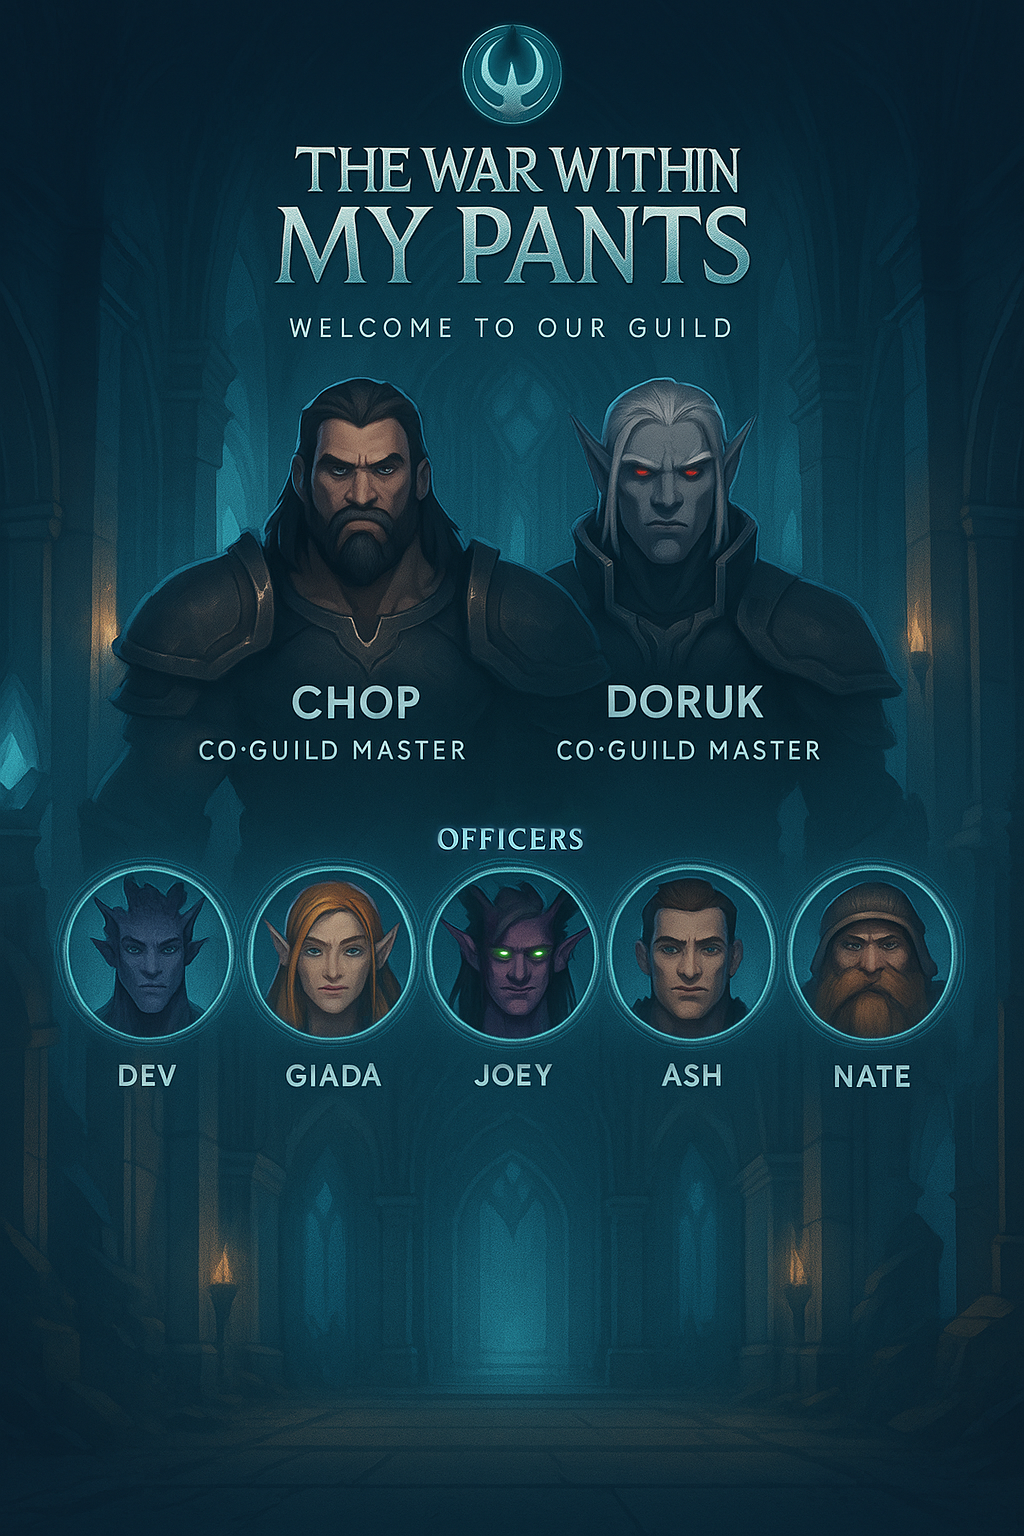 THE WAR WITHIN
MY PANTS
WELCOME TO OUR GUILD
CHOP
CO·GUILD MASTER
DORUK
CO·GUILD MASTER
OFFICERS
DEV
GIADA
JOEY
ASH
NATE